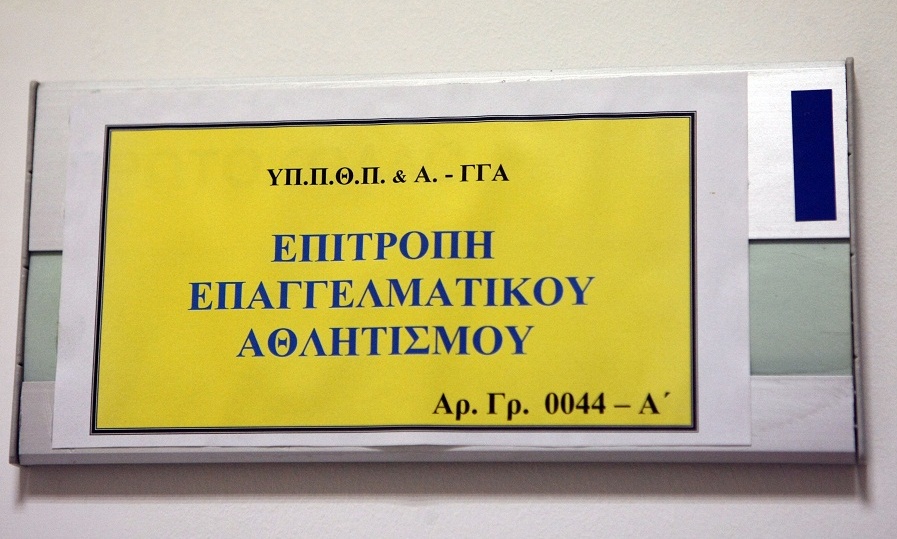 ΥΠ.Π.Θ.Π. & Α. - ΓΓΑ
ΕΠΙΤΡΟΠΗ
ΕΠΑΓΓΕΛΜΑΤΙΚΟΥ
ΑΘΛΗΤΙΣΜΟΥ
Αρ. Γρ. 0044 – Α΄